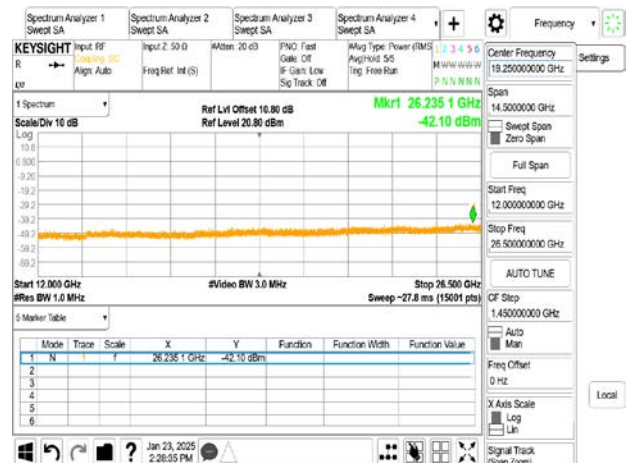 Spectrum Analyzer 1 Swept SA
Spectrum Analyzer 2 Swept SA
Spectrum Analyzer 3 Swept SA
Spectrum Analyzer 4 Swept SA
+
Frequency
KEYSIGHT
R
Input: RF
Coupling: DC
Align: Auto
Input Z: 50 Ω
Freq Ref: Int (S)
#Atten: 20 dB
PNO: Fast
Gate: Off
IF Gain: Low
Sig Track: Off
#Avg Type: Power (RMS
Avg|Hold: 5/5
Trig: Free Run
1 2 3 4 5 6
M W W W W W
P N N N N N
Center Frequency
19.250000000 GHz
Settings
Span
14.5000000 GHz
Swept Span
Zero Span
Full Span
Start Freq
12.000000000 GHz
Stop Freq
26.500000000 GHz
AUTO TUNE
CF Step
1.450000000 GHz
Auto
Man
Freq Offset
0 Hz
X Axis Scale
Log
Lin
Signal Track
(Span Zoom)
Local
1 Spectrum
Scale/Div 10 dB
Ref Lvl Offset 10.80 dB
Ref Level 20.80 dBm
Mkr1 26.235 1 GHz
-42.10 dBm
Log
10.8
0.800
-9.20
-19.2
-29.2
-39.2
-49.2
-59.2
-69.2
Start 12.000 GHz
#Res BW 1.0 MHz
#Video BW 3.0 MHz
Stop 26.500 GHz
Sweep ~27.8 ms (15001 pts)
5 Marker Table
Mode Trace Scale X Y Function Function Width Function Value
1 N 1 f 26.235 1 GHz -42.10 dBm
2
3
4
5
6
?
Jan 23, 2025
2:28:35 PM